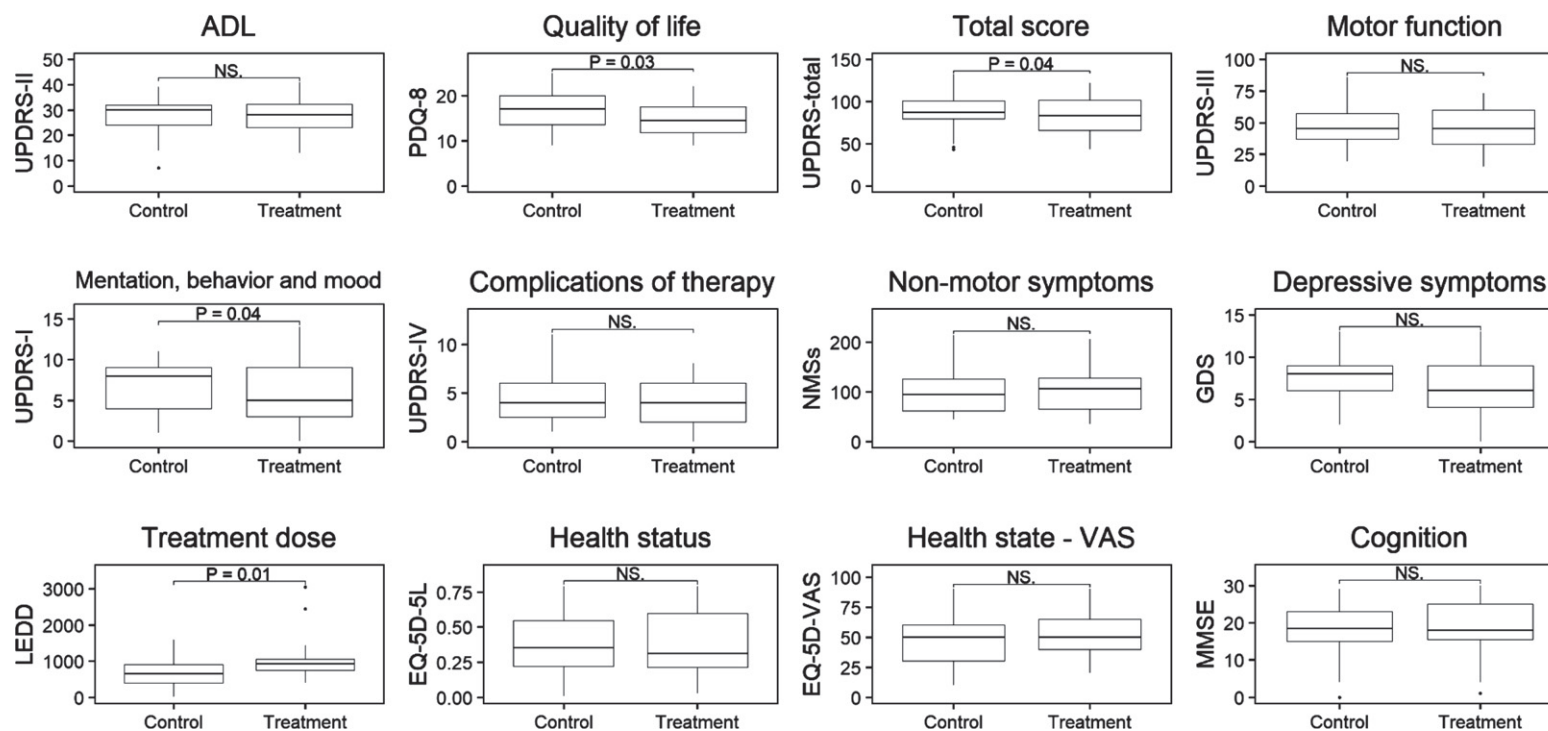 ADL
UPDRS-II
50
40
30
20
10
0
NS.
Control Treatment
Quality of life
PDQ-8
20
10
0
P = 0.03
Control Treatment
Total score
UPDRS-total
150
100
50
0
P = 0.04
Control Treatment
Motor function
UPDRS-III
100
75
50
25
0
NS.
Control Treatment
Mentation, behavior and mood
UPDRS-I
15
10
5
0
P = 0.04
Control Treatment
Complications of therapy
UPDRS-IV
10
5
0
NS.
Control Treatment
Non-motor symptoms
NMSs
200
100
0
NS.
Control Treatment
Depressive symptoms
GDS
15
10
5
0
NS.
Control Treatment
Treatment dose
LEDD
3000
2000
1000
0
P = 0.01
Control Treatment
Health status
EQ-5D-5L
0.75
0.50
0.25
0.00
NS.
Control Treatment
Health state - VAS
EQ-5D-VAS
100
75
50
25
0
NS.
Control Treatment
Cognition
MMSE
30
20
10
0
NS.
Control Treatment